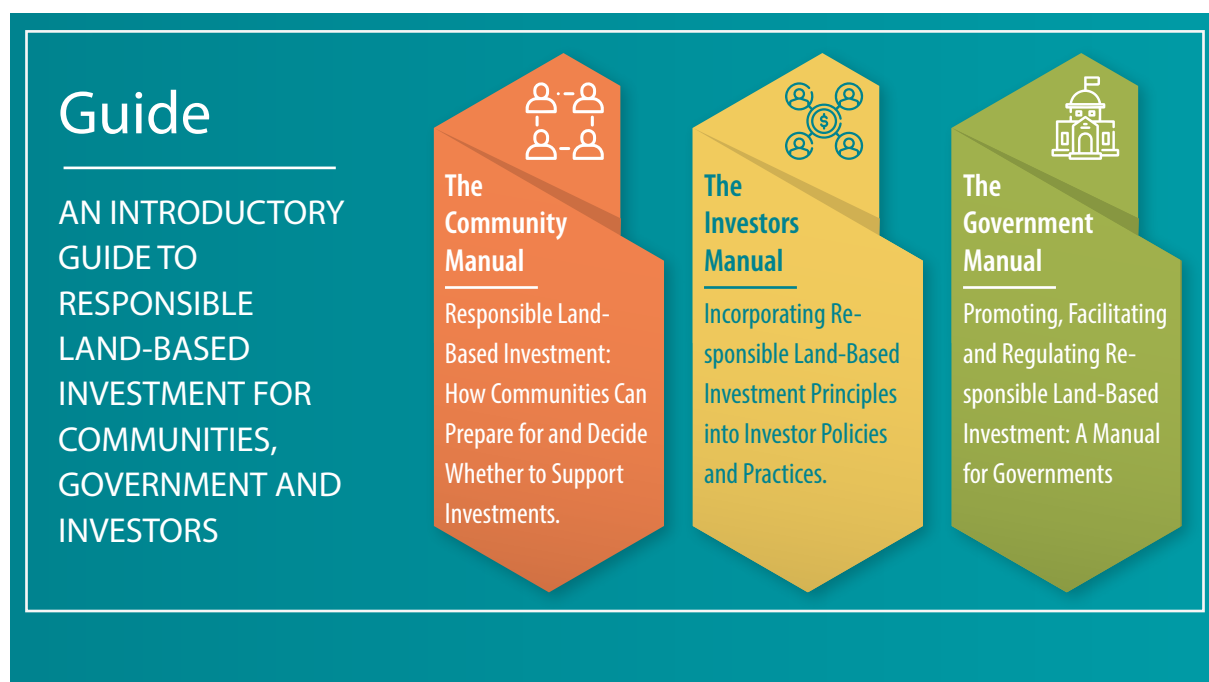 Guide
AN INTRODUCTORY
GUIDE TO
RESPONSIBLE
LAND-BASED
INVESTMENT FOR
COMMUNITIES,
GOVERNMENT AND
INVESTORS
The
Community
Manual
Responsible Land-
Based Investment:
How Communities Can
Prepare for and Decide
Whether to Support
Investments.
The
Investors
Manual
Incorporating Re-
sponsible Land-Based
Investment Principles
into Investor Policies
and Practices.
The
Government
Manual
Promoting, Facilitating
and Regulating Re-
sponsible Land-Based
Investment: A Manual
for Governments